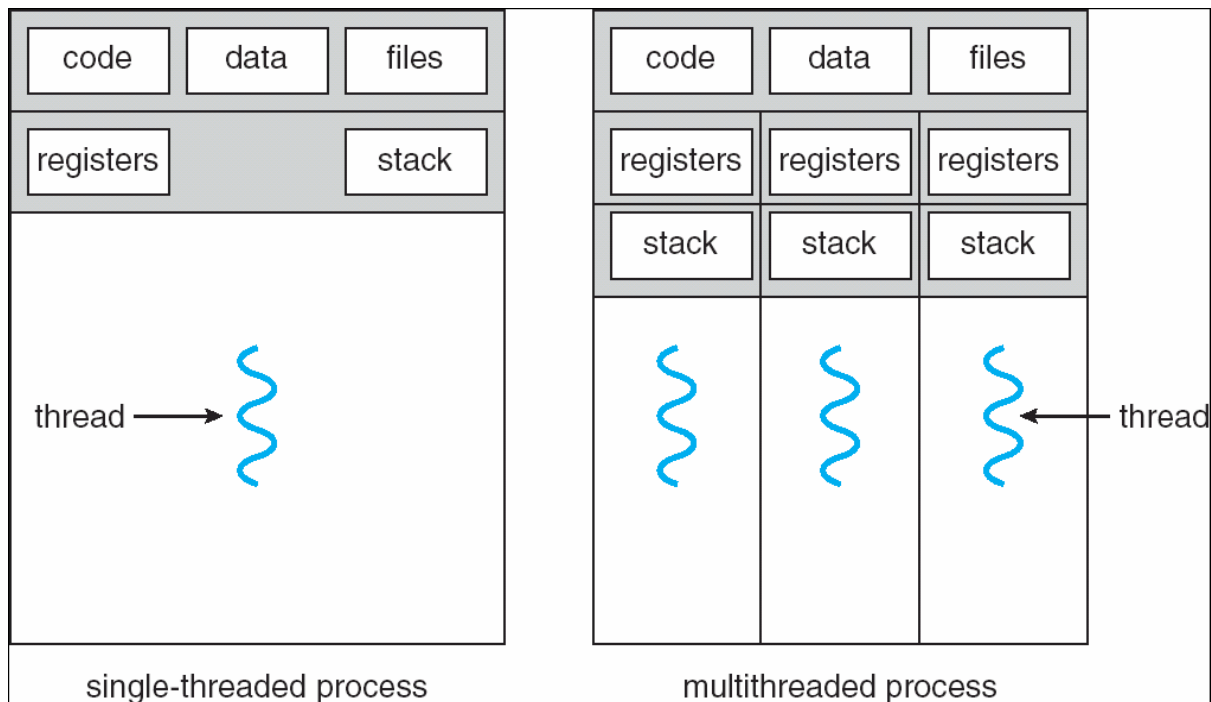 code data files
registers stack
thread
single-threaded process
code data files
registers registers registers
stack stack stack
thread
multithreaded process